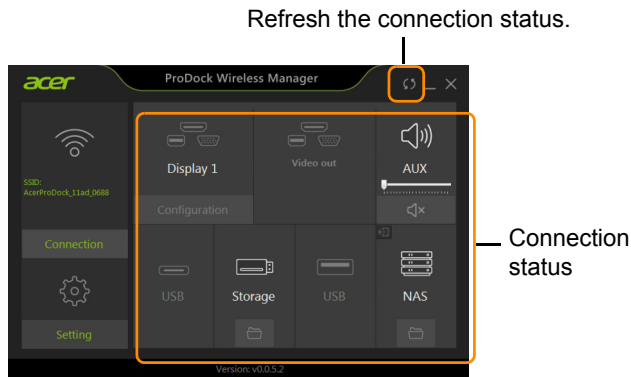 Refresh the connection status.
acer
ProDock Wireless Manager
Display 1
Video out
AUX
SSID:
AcerProDock_11ad_0688
Configuration
Connection
Connection
status
USB
Storage
USB
NAS
Setting
Version: v0.0.5.2